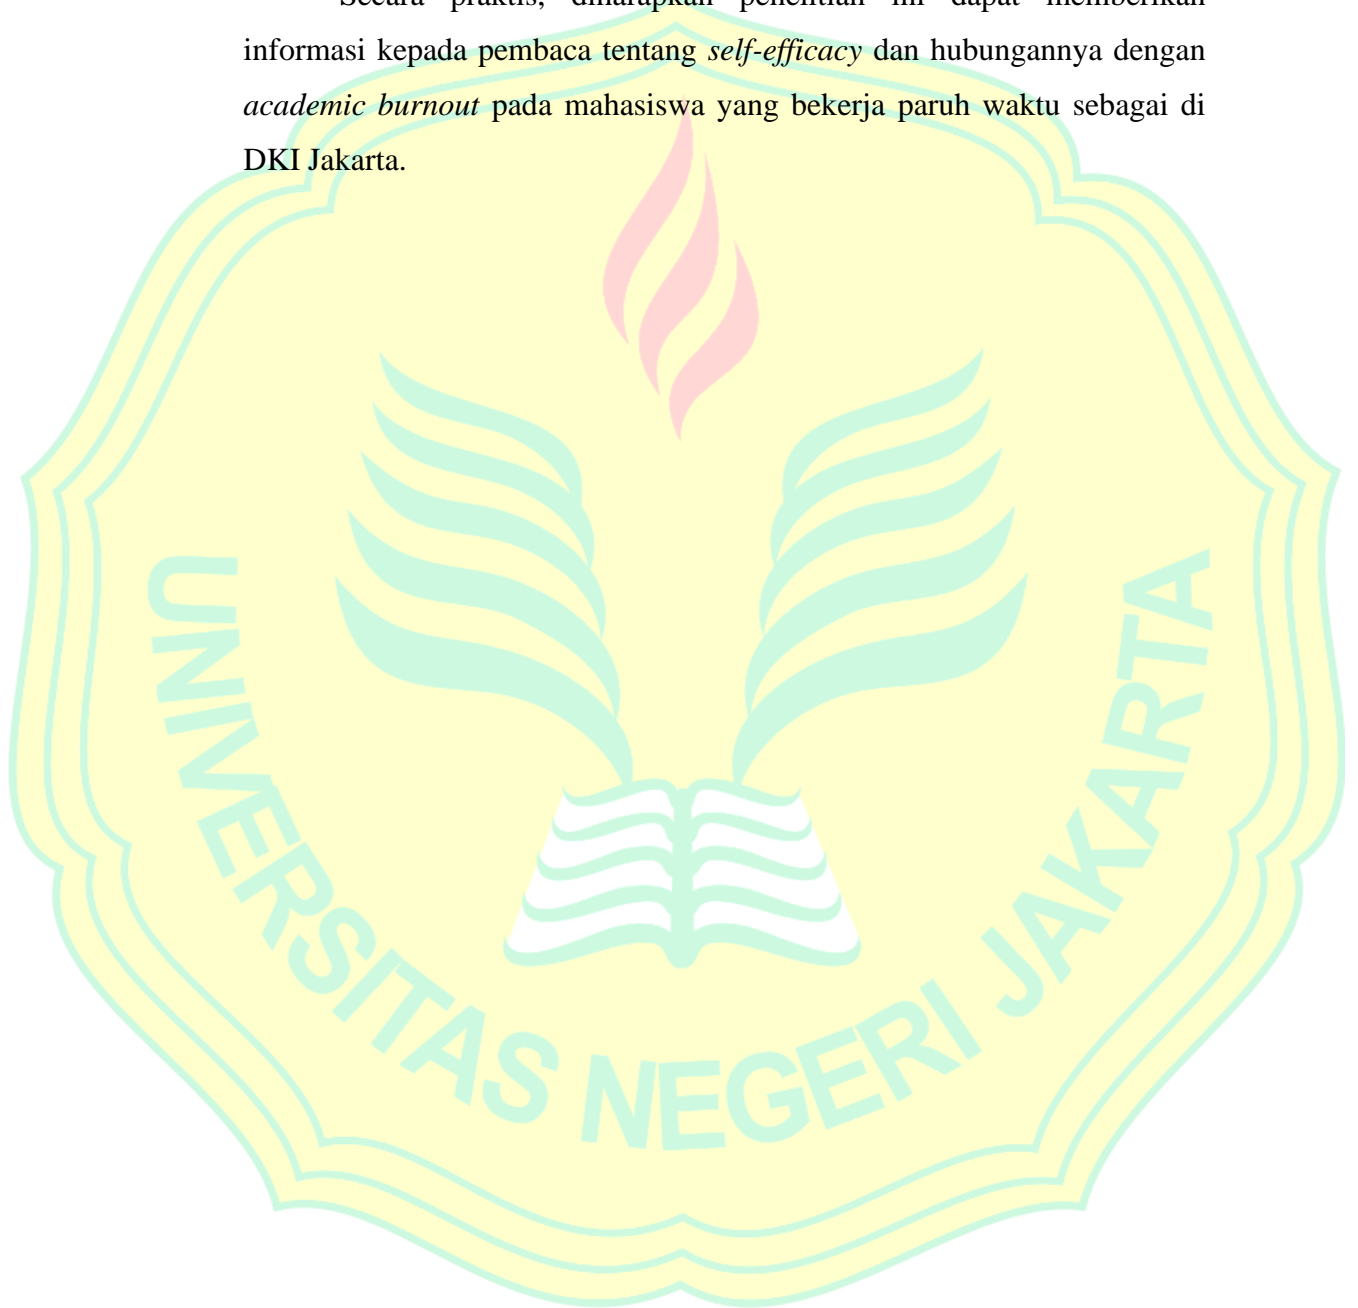 Secara praktis, diharapkan penelitian ini dapat memberikan
informasi kepada pembaca tentang self-efficacy dan hubungannya dengan
academic burnout pada mahasiswa yang bekerja paruh waktu sebagai di
DKI Jakarta.
UNIVERSITAS NEGERI JAKARTA